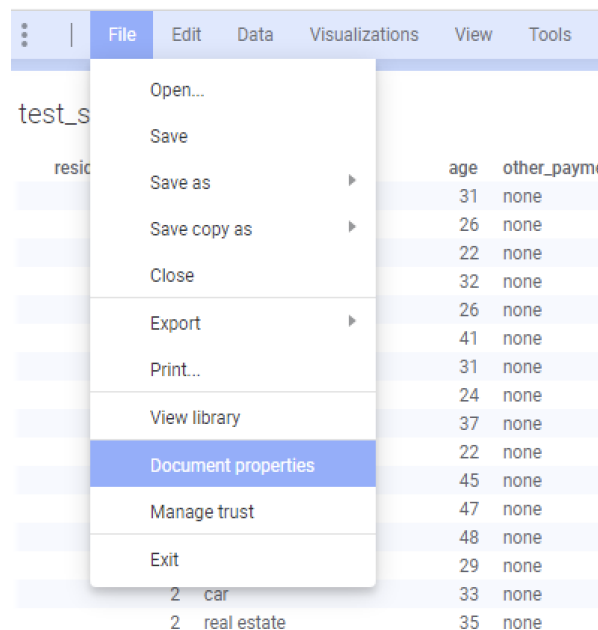 File Edit Data Visualizations View Tools
Open...
test_s
Save
resid age other_payme
Save as 31 none
26 none
Save copy as 22 none
Close 32 none
26 none
Export 41 none
Print... 31 none
24 none
View library 37 none
22 none
Document properties 45 none
Manage trust 47 none
48 none
Exit 29 none
2 car 33 none
2 real estate 35 none